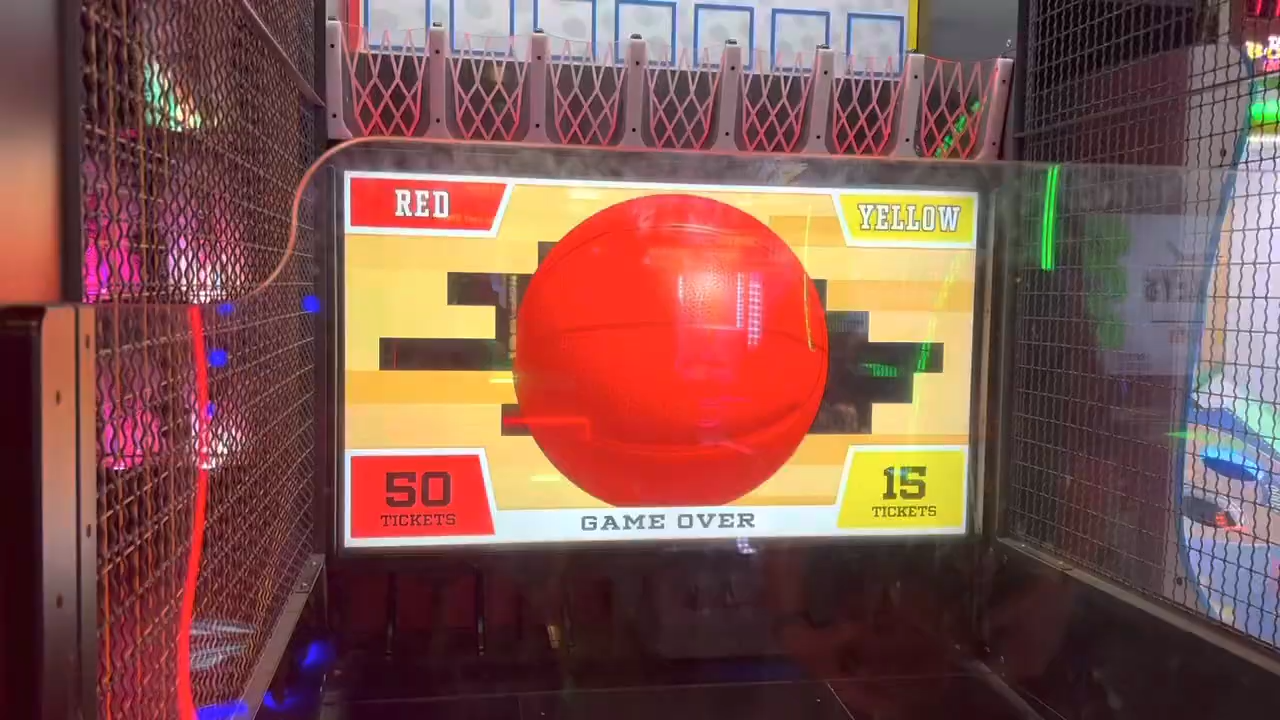 RED
YELLOW
50
TICKETS
15
TICKETS
GAME OVER